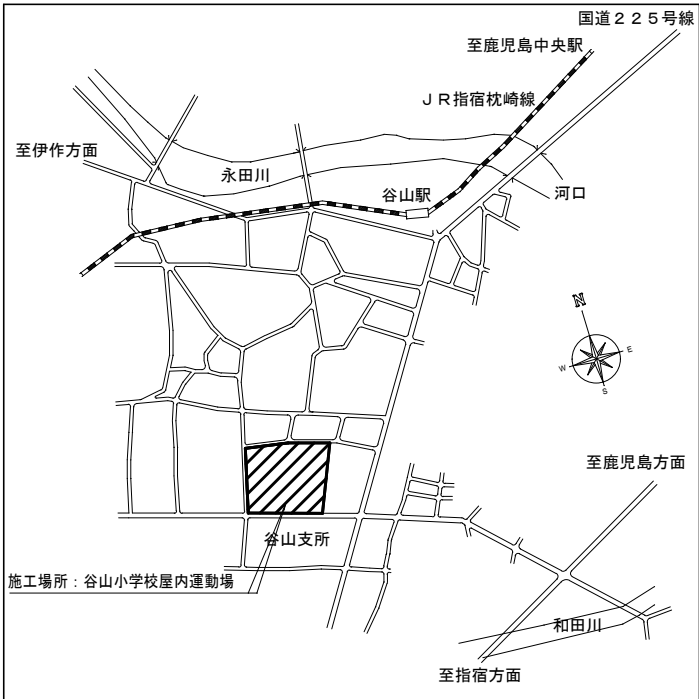 国道２２５号線
至鹿児島中央駅
ＪＲ指宿枕崎線
至伊作方面
永田川
谷山駅
河口
N
W
E
S
至鹿児島方面
谷山支所
施工場所：谷山小学校屋内運動場
和田川
至指宿方面